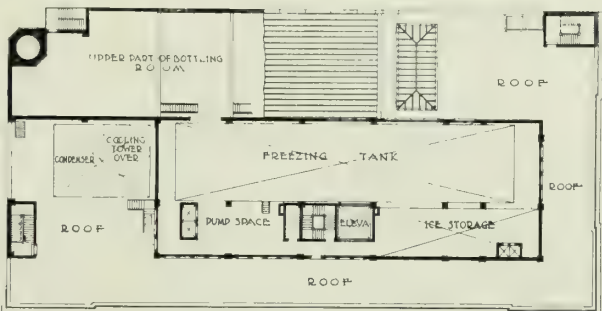 UPPER PART OF BOTTLING
ROOM
ROOF
COOLING
TOWER
OVER
CONDENSER
FREEZING TANK
ROOF
PUMP SPACE
ELEVA.
ICE STORAGE
ROOF
ROOF